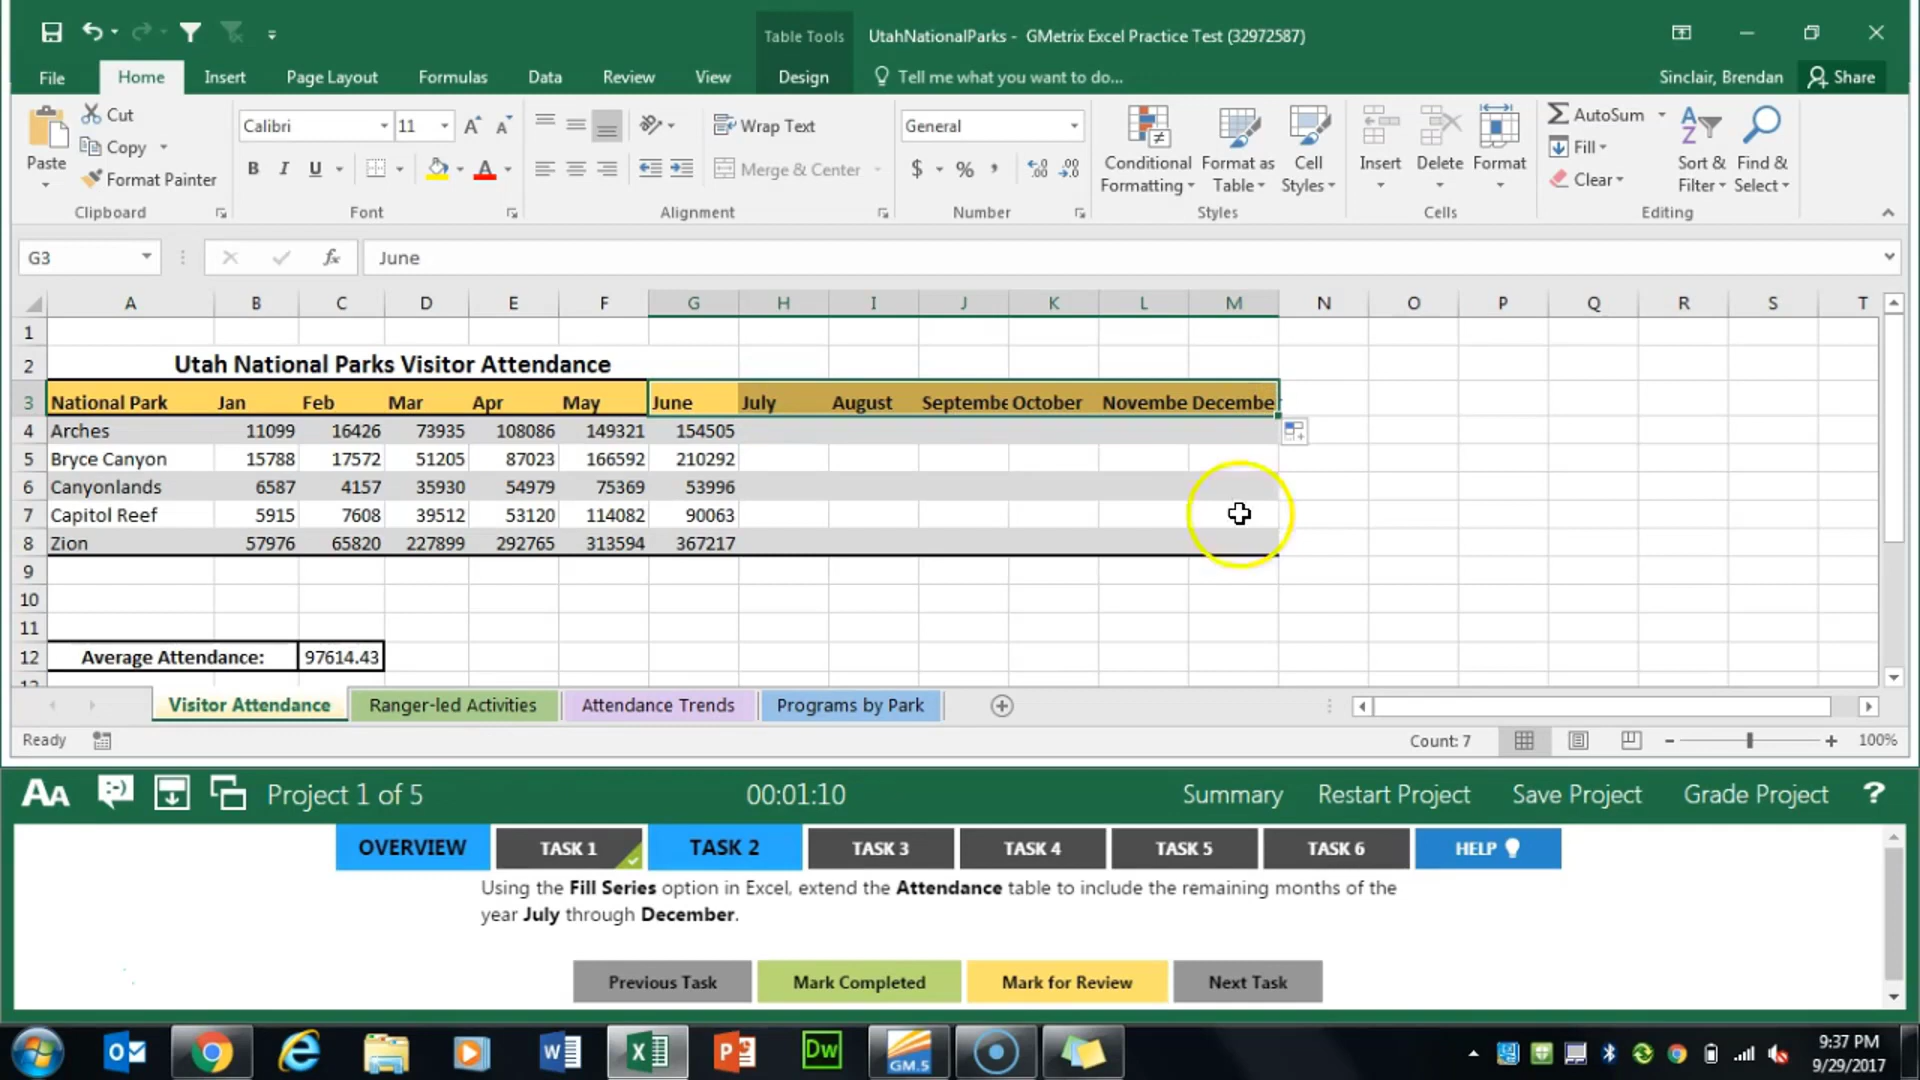 Table Tools
UtahNationalParks - GMetrix Excel Practice Test (32972587)
File Home Insert Page Layout Formulas Data Review View Design Tell me what you want to do... Sinclair, Brendan Share
Paste
Cut
Copy
Format Painter
Clipboard
Calibri 11
B I U
Font
Wrap Text
Merge & Center
Alignment
General
$ % ,
Number
Conditional Formatting
Format as Table
Cell Styles
Styles
Insert Delete Format
Cells
AutoSum
Fill
Clear
Sort & Filter
Find & Select
Editing
G3 fx June
A B C D E F G H I J K L M N O P Q R S T
1
2 Utah National Parks Visitor Attendance
3 National Park Jan Feb Mar Apr May June July August Septembe October Novembe Decembe
4 Arches 11099 16426 73935 108086 149321 154505
5 Bryce Canyon 15788 17572 51205 87023 166592 210292
6 Canyonlands 6587 4157 35930 54979 75369 53996
7 Capitol Reef 5915 7608 39512 53120 114082 90063
8 Zion 57976 65820 227899 292765 313594 367217
9
10
11
12 Average Attendance: 97614.43
Visitor Attendance Ranger-led Activities Attendance Trends Programs by Park
Ready Count: 7 100%
AA Project 1 of 5 00:01:10 Summary Restart Project Save Project Grade Project ?
OVERVIEW TASK 1 TASK 2 TASK 3 TASK 4 TASK 5 TASK 6 HELP
Using the Fill Series option in Excel, extend the Attendance table to include the remaining months of the
year July through December.
Previous Task Mark Completed Mark for Review Next Task
Dw
GM.5
9:37 PM
9/29/2017